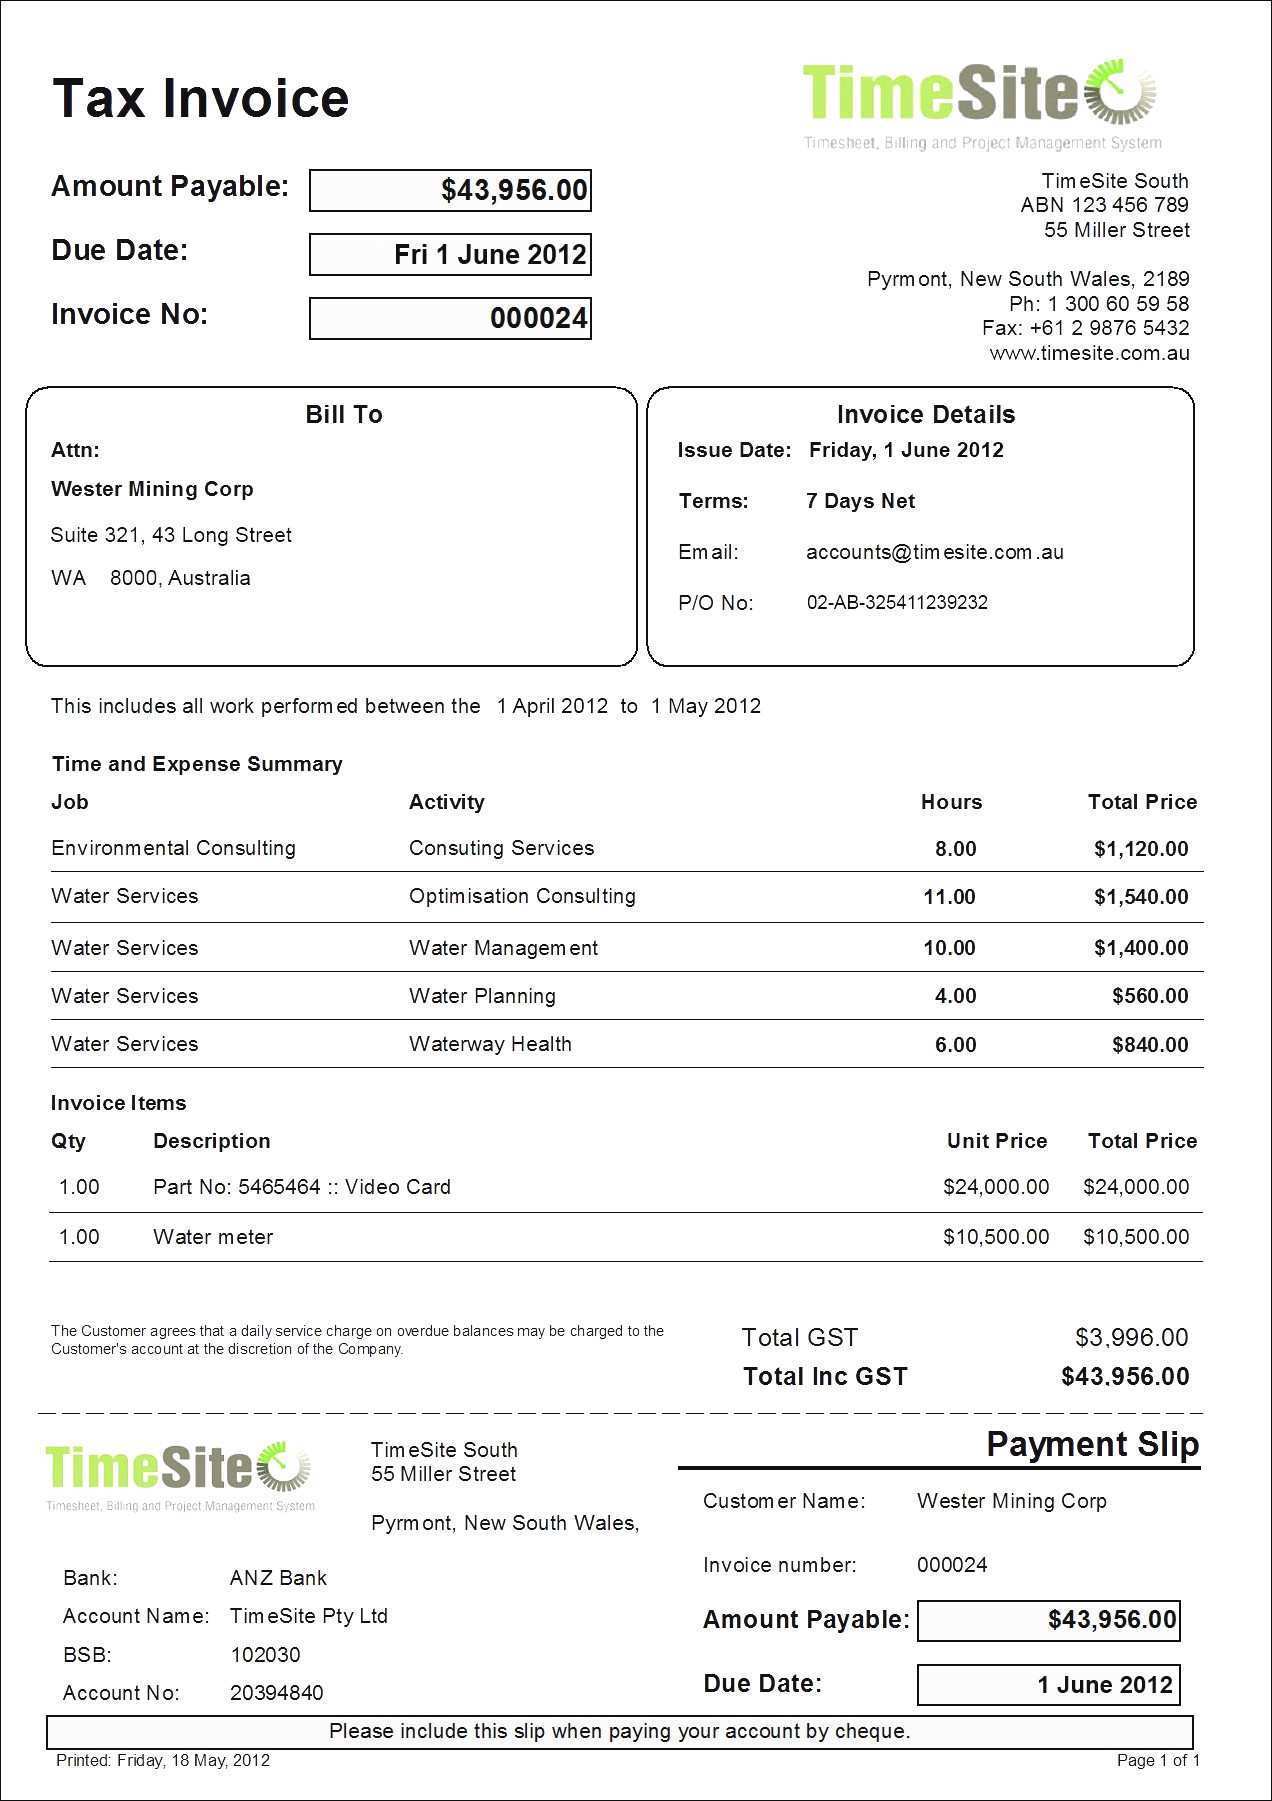 Tax Invoice
TimeSite
Timesheet, Billing and Project Management System
Amount Payable: $43,956.00
Due Date: Fri 1 June 2012
Invoice No: 000024
TimeSite South
ABN 123 456 789
55 Miller Street
Pyrmont, New South Wales, 2189
Ph: 1 300 60 59 58
Fax: +61 2 9876 5432
www.timesite.com.au
Bill To
Attn:
Wester Mining Corp
Suite 321, 43 Long Street
WA 8000, Australia
Invoice Details
Issue Date: Friday, 1 June 2012
Terms: 7 Days Net
Email: accounts@timesite.com.au
P/O No: 02-AB-325411239232
This includes all work performed between the 1 April 2012 to 1 May 2012
Time and Expense Summary
Job Activity Hours Total Price
Environmental Consulting Consuting Services 8.00 $1,120.00
Water Services Optimisation Consulting 11.00 $1,540.00
Water Services Water Management 10.00 $1,400.00
Water Services Water Planning 4.00 $560.00
Water Services Waterway Health 6.00 $840.00
Invoice Items
Qty Description Unit Price Total Price
1.00 Part No: 5465464 :: Video Card $24,000.00 $24,000.00
1.00 Water meter $10,500.00 $10,500.00
The Customer agrees that a daily service charge on overdue balances may be charged to the
Customer's account at the discretion of the Company.
Total GST $3,996.00
Total Inc GST $43,956.00
TimeSite
Timesheet, Billing and Project Management System
TimeSite South
55 Miller Street
Pyrmont, New South Wales,
Bank: ANZ Bank
Account Name: TimeSite Pty Ltd
BSB: 102030
Account No: 20394840
Payment Slip
Customer Name: Wester Mining Corp
Invoice number: 000024
Amount Payable: $43,956.00
Due Date: 1 June 2012
Please include this slip when paying your account by cheque.
Printed: Friday, 18 May, 2012
Page 1 of 1